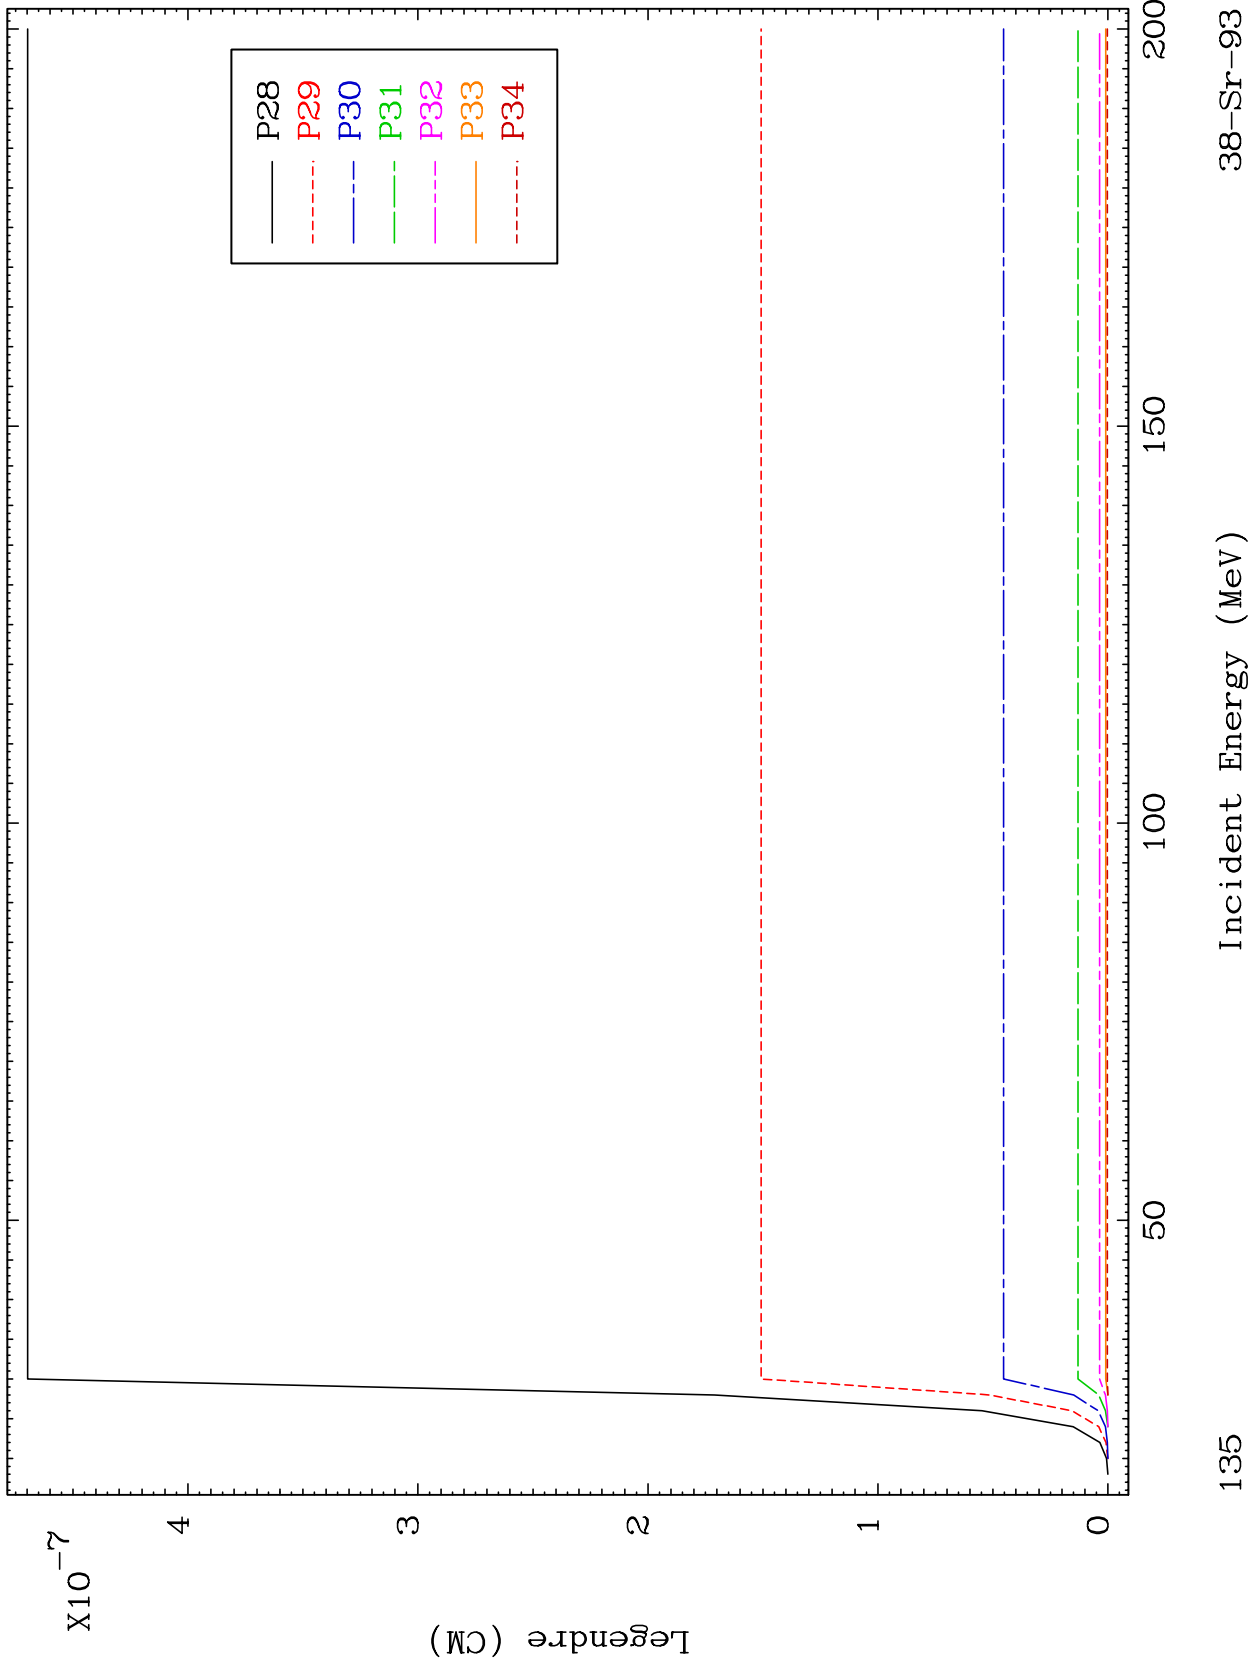 X10-7
4
3
2
1
0
Legendre (CM)
P28
P29
P30
P31
P32
P33
P34
50
100
150
200
135
Incident Energy (MeV)
38-Sr-93